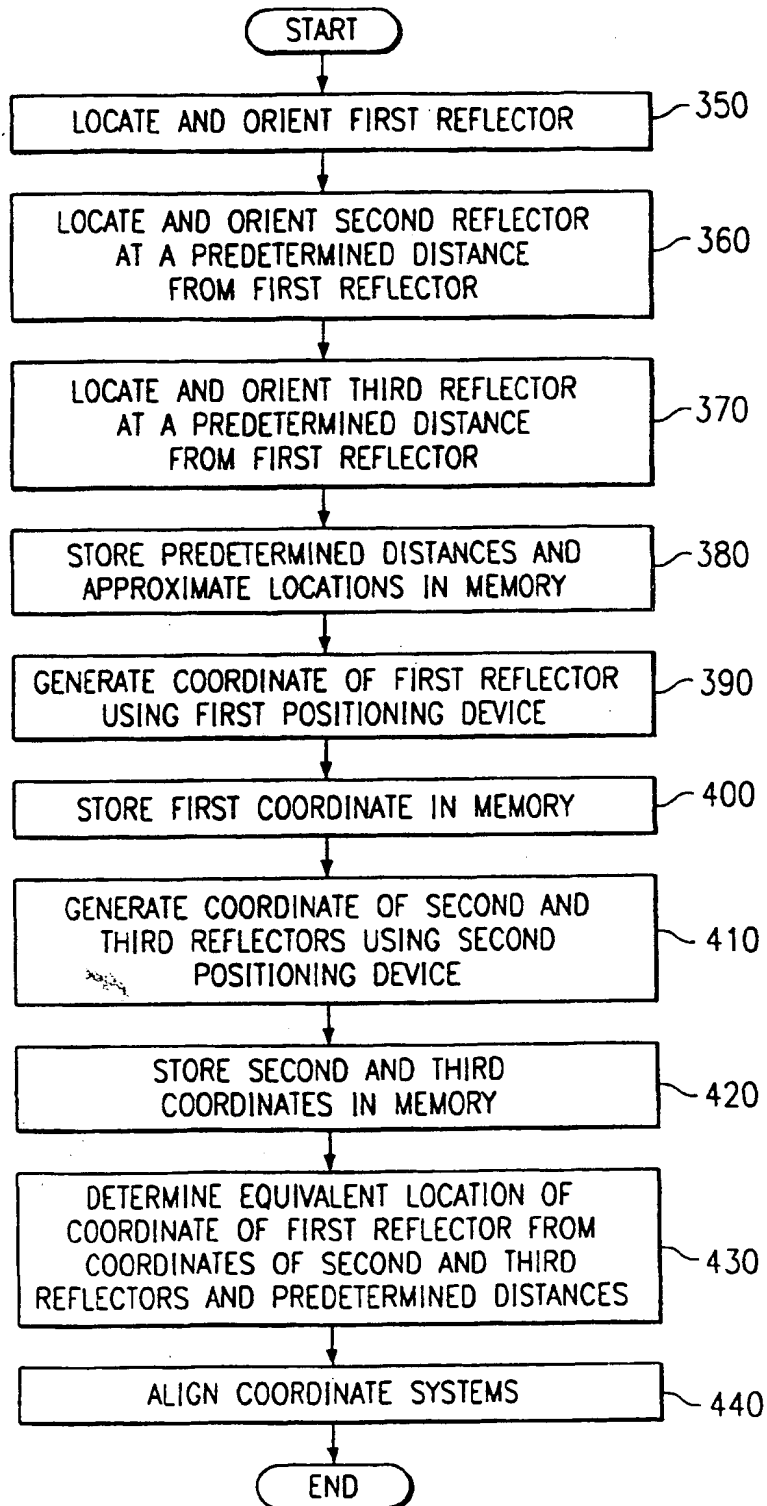 START
LOCATE AND ORIENT FIRST REFLECTOR
350
LOCATE AND ORIENT SECOND REFLECTOR
AT A PREDETERMINED DISTANCE
FROM FIRST REFLECTOR
360
LOCATE AND ORIENT THIRD REFLECTOR
AT A PREDETERMINED DISTANCE
FROM FIRST REFLECTOR
370
STORE PREDETERMINED DISTANCES AND
APPROXIMATE LOCATIONS IN MEMORY
380
GENERATE COORDINATE OF FIRST REFLECTOR
USING FIRST POSITIONING DEVICE
390
STORE FIRST COORDINATE IN MEMORY
400
GENERATE COORDINATE OF SECOND AND
THIRD REFLECTORS USING SECOND
POSITIONING DEVICE
410
STORE SECOND AND THIRD
COORDINATES IN MEMORY
420
DETERMINE EQUIVALENT LOCATION OF
COORDINATE OF FIRST REFLECTOR FROM
COORDINATES OF SECOND AND THIRD
REFLECTORS AND PREDETERMINED DISTANCES
430
ALIGN COORDINATE SYSTEMS
440
END